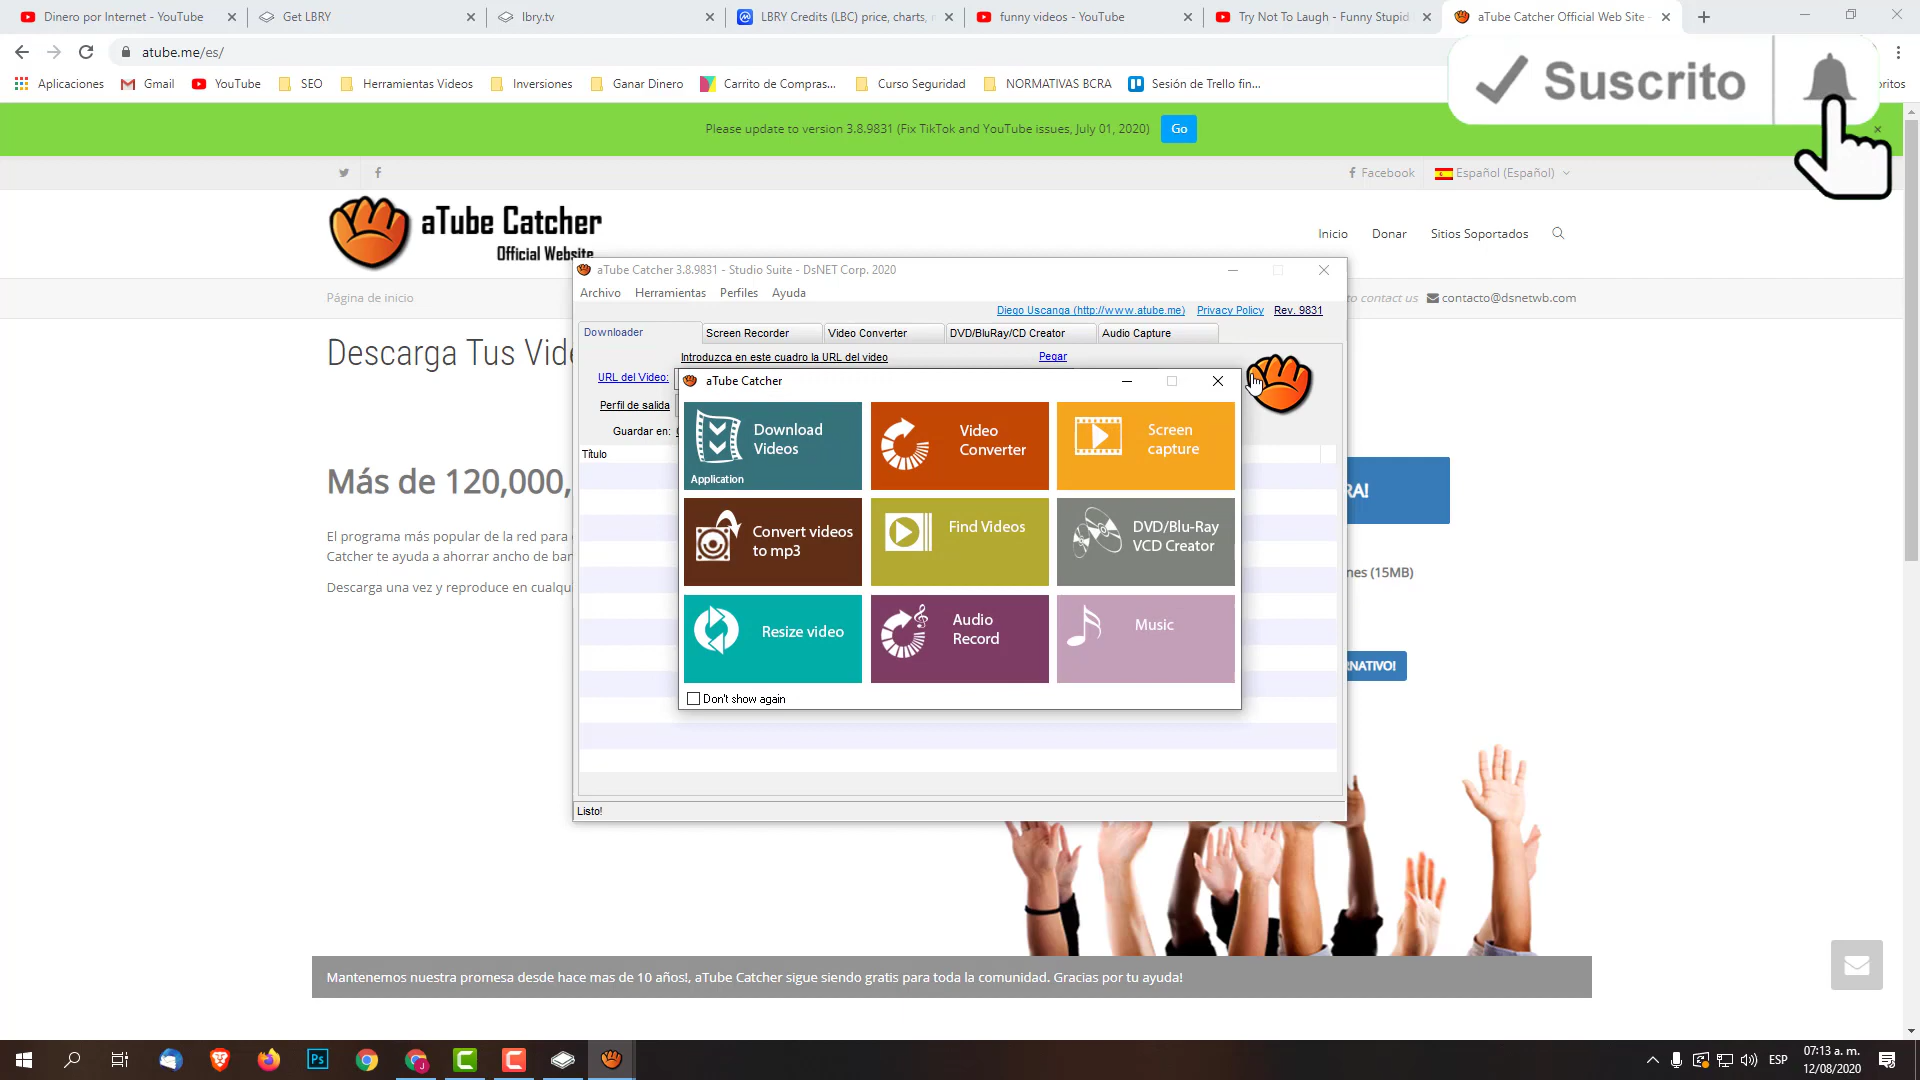 Dinero por Internet - YouTube
Get LBRY
lbry.tv
LBRY Credits (LBC) price, charts,
funny videos - YouTube
Try Not To Laugh - Funny Stupid
aTube Catcher Official Web Site -
atube.me/es/
Aplicaciones
Gmail
YouTube
SEO
Herramientas Videos
Inversiones
Ganar Dinero
Carrito de Compras...
Curso Seguridad
NORMATIVAS BCRA
Sesión de Trello fin...
Suscrito
Please update to version 3.8.9831 (Fix TikTok and YouTube issues, July 01, 2020)
Go
Facebook
Español (Español)
aTube Catcher
Official Website
Inicio
Donar
Sitios Soportados
Página de inicio
to contact us
contacto@dsnetwb.com
aTube Catcher 3.8.9831 - Studio Suite - DsNET Corp. 2020
Archivo
Herramientas
Perfiles
Ayuda
Diego Uscanga (http://www.atube.me)
Privacy Policy
Rev. 9831
Downloader
Screen Recorder
Video Converter
DVD/BluRay/CD Creator
Audio Capture
Introduzca en este cuadro la URL del video
Pegar
URL del Video:
Perfil de salida
Guardar en:
Título
aTube Catcher
Download
Videos
Application
Video
Converter
Screen
capture
Convert videos
to mp3
Find Videos
DVD/Blu-Ray
VCD Creator
Resize video
Audio
Record
Music
Don't show again
Listo!
Descarga Tus Vide
Más de 120,000,
El programa más popular de la red para
Catcher te ayuda a ahorrar ancho de ban
Descarga una vez y reproduce en cualqu
RA!
nes (15MB)
RNATIVO!
Mantenemos nuestra promesa desde hace mas de 10 años!, aTube Catcher sigue siendo gratis para toda la comunidad. Gracias por tu ayuda!
Ps
ESP
07:13 a. m.
12/08/2020